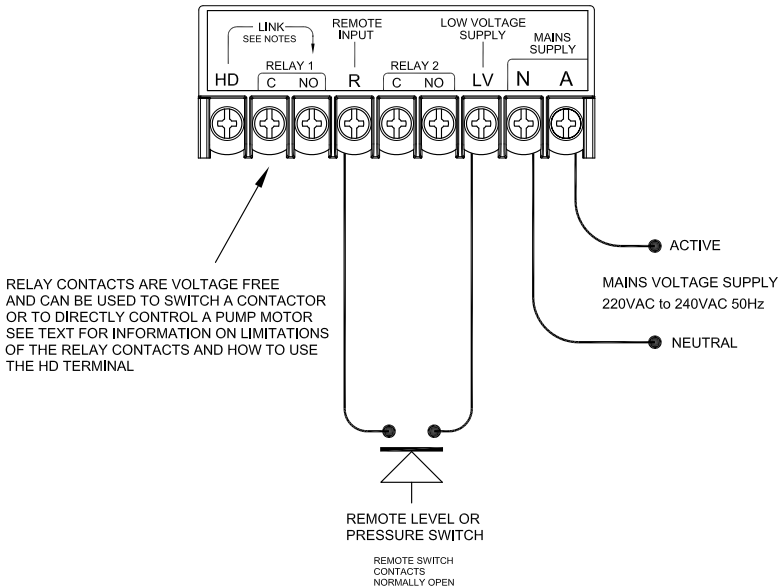 LINK
SEE NOTES
REMOTE
INPUT
LOW VOLTAGE
SUPPLY
MAINS
SUPPLY
RELAY 1
RELAY 2
HD C NO R C NO LV N A
ACTIVE
MAINS VOLTAGE SUPPLY
220VAC to 240VAC 50Hz
NEUTRAL
RELAY CONTACTS ARE VOLTAGE FREE
AND CAN BE USED TO SWITCH A CONTACTOR
OR TO DIRECTLY CONTROL A PUMP MOTOR
SEE TEXT FOR INFORMATION ON LIMITATIONS
OF THE RELAY CONTACTS AND HOW TO USE
THE HD TERMINAL
REMOTE LEVEL OR
PRESSURE SWITCH
REMOTE SWITCH
CONTACTS
NORMALLY OPEN